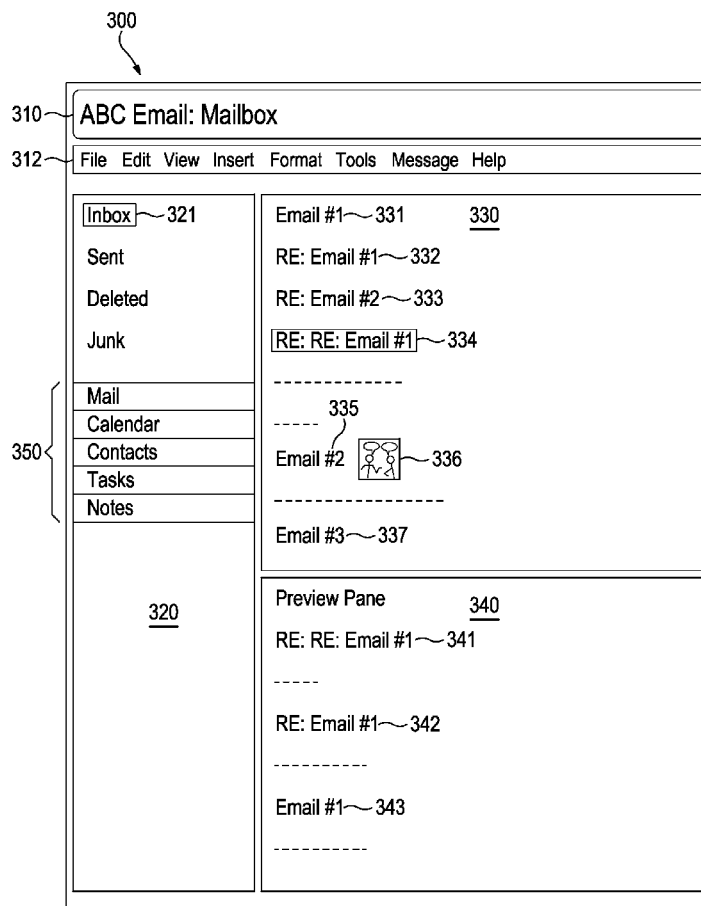 300
310 ABC Email: Mailbox
312 File Edit View Insert Format Tools Message Help
Inbox 321
Sent
Deleted
Junk
350
Mail
Calendar
Contacts
Tasks
Notes
320
Email #1 331 330
RE: Email #1 332
RE: Email #2 333
RE: RE: Email #1 334
335
Email #2 336
Email #3 337
Preview Pane 340
RE: RE: Email #1 341
RE: Email #1 342
Email #1 343